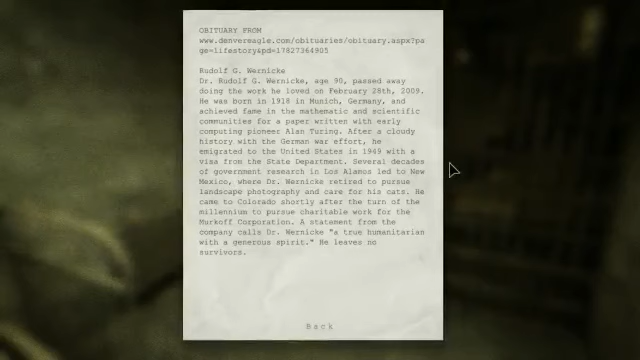 OBITUARY FROM
www.denvereagle.com/obituaries/obituary.aspx?pa
ge=lifestory&pd=17827364905
Rudolf G. Wernicke
Dr. Rudolf G. Wernicke, age 90, passed away
doing the work he loved on February 28th, 2009.
He was born in 1918 in Munich, Germany, and
achieved fame in the mathematic and scientific
communities for a paper written with early
computing pioneer Alan Turing. After a cloudy
history with the German war effort, he
emigrated to the United States in 1949 with a
visa from the State Department. Several decades
of government research in Los Alamos led to New
Mexico, where Dr. Wernicke retired to pursue
landscape photography and care for his cats. He
came to Colorado shortly after the turn of the
millennium to pursue charitable work for the
Murkoff Corporation. A statement from the
company calls Dr. Wernicke "a true humanitarian
with a generous spirit." He leaves no
survivors.
Back